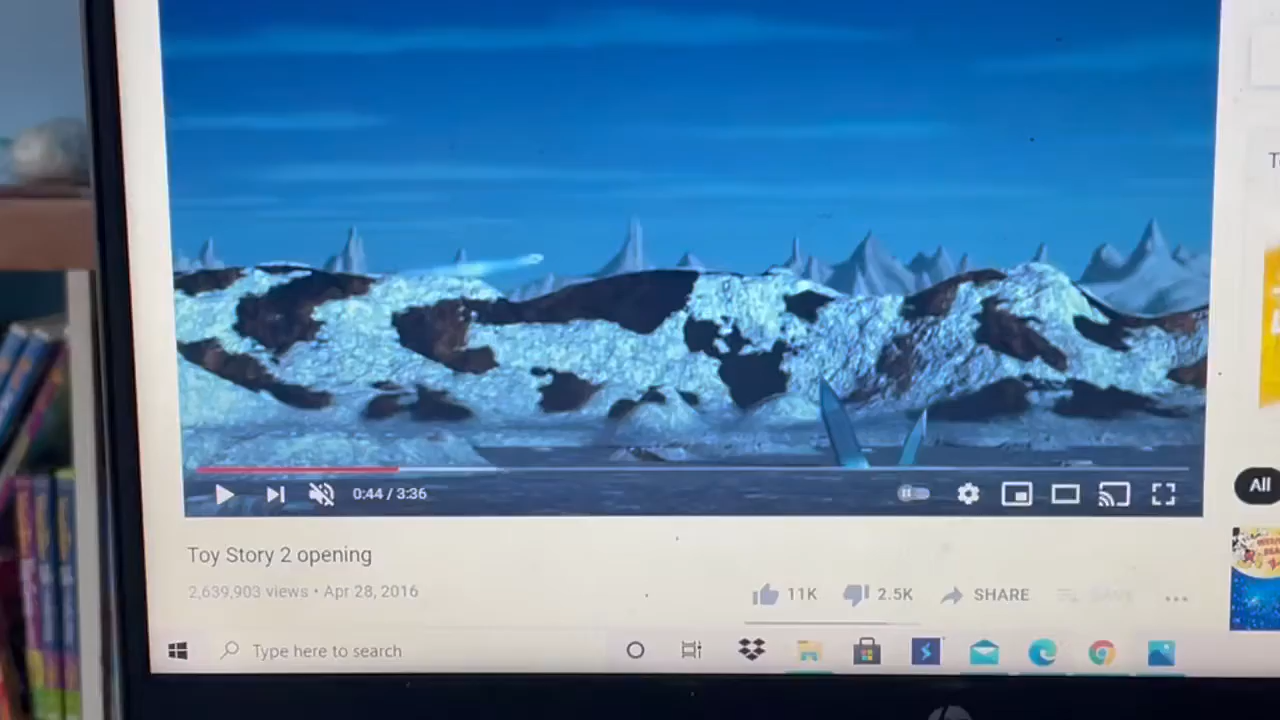 All
0:44 / 3:36
Toy Story 2 opening
2,639,903 views • Apr 28, 2016
11K
2.5K
SHARE
SAVE
Type here to search